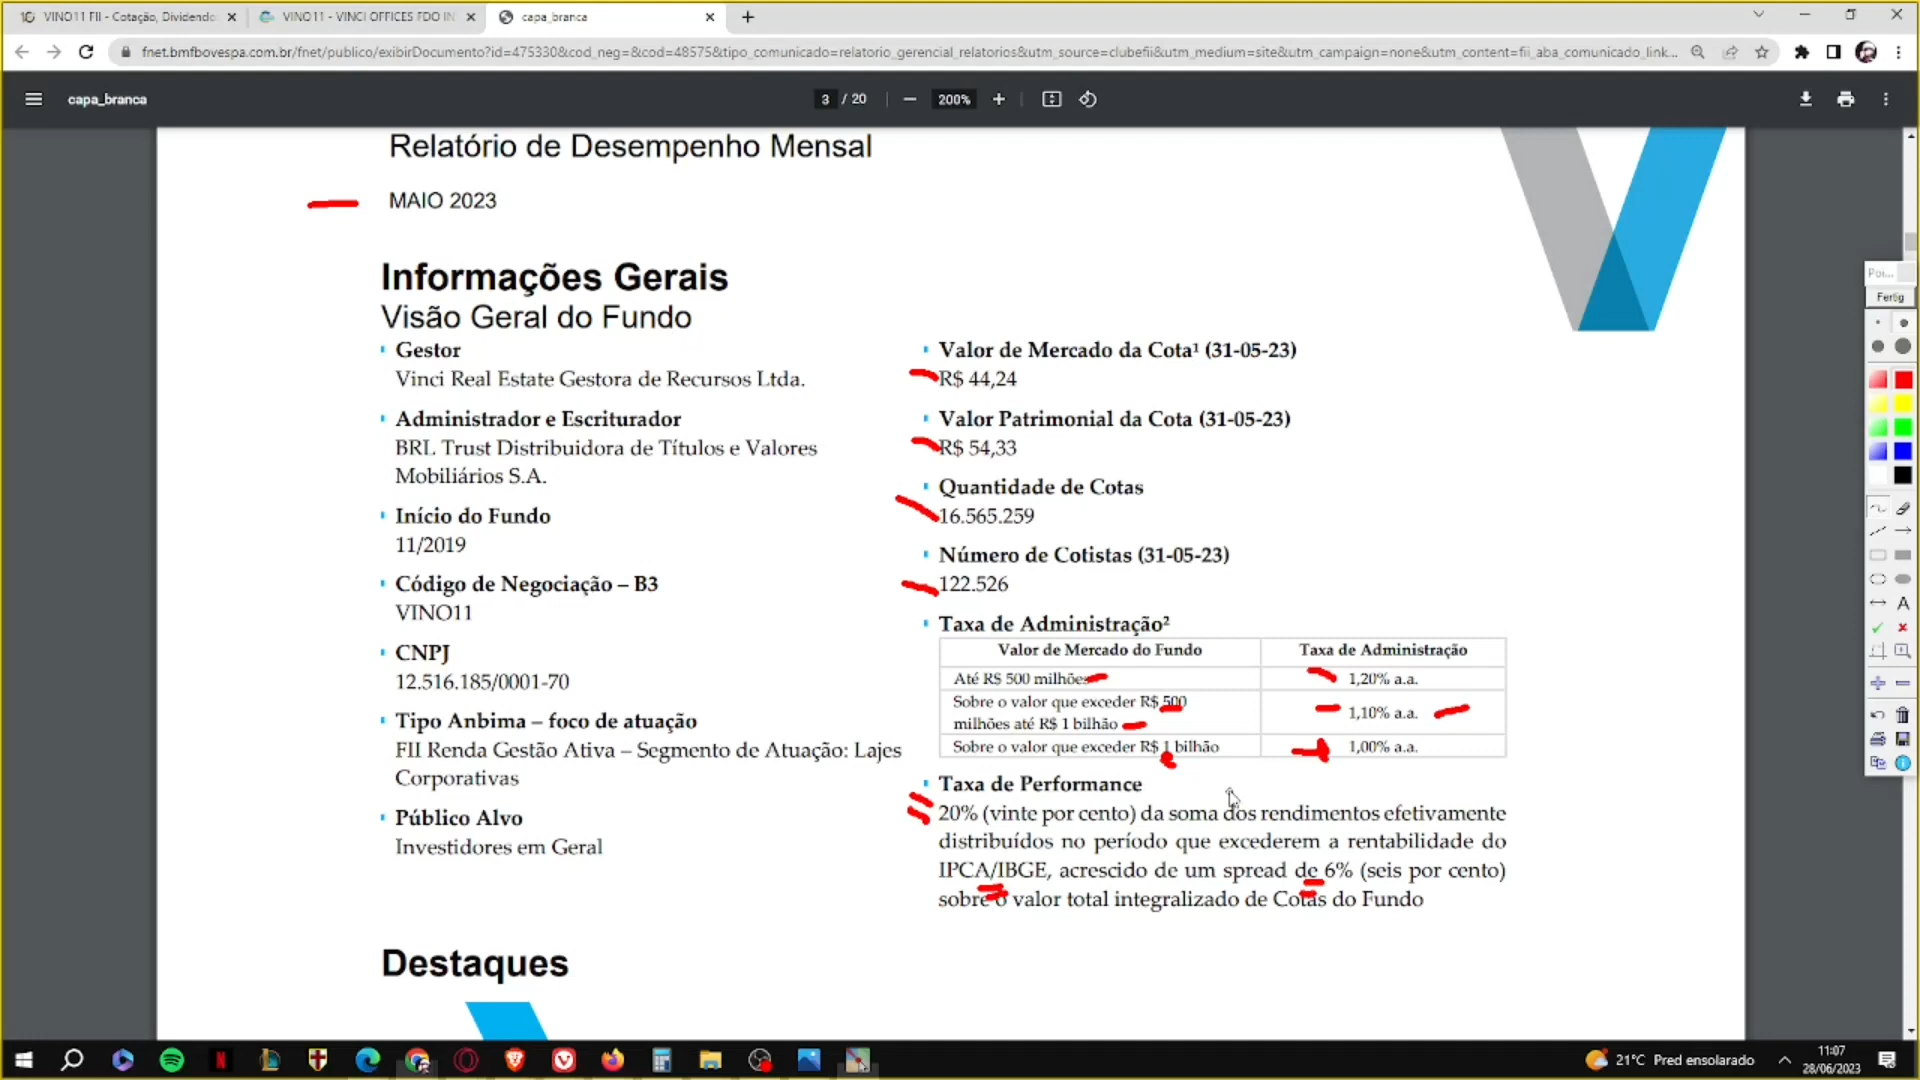 VINO11 FII - Cotação, Dividendo
VINO11 - VINCI OFFICES FDO IN
capa_branca
fnet.bmfbovespa.com.br/fnet/publico/exibirDocumento?id=475330&cod_neg=&cod=48575&tipo_comunicado=relatorio_gerencial_relatorios&utm_source=clubefii&utm_medium=site&utm_campaign=none&utm_content=fii_aba_comunicado_link...
capa_branca
3 / 20
200%
Relatório de Desempenho Mensal
MAIO 2023
Informações Gerais
Visão Geral do Fundo
Gestor
Vinci Real Estate Gestora de Recursos Ltda.
Administrador e Escriturador
BRL Trust Distribuidora de Títulos e Valores
Mobiliários S.A.
Início do Fundo
11/2019
Código de Negociação – B3
VINO11
CNPJ
12.516.185/0001-70
Tipo Anbima – foco de atuação
FII Renda Gestão Ativa – Segmento de Atuação: Lajes
Corporativas
Público Alvo
Investidores em Geral
Valor de Mercado da Cota¹ (31-05-23)
R$ 44,24
Valor Patrimonial da Cota (31-05-23)
R$ 54,33
Quantidade de Cotas
16.565.259
Número de Cotistas (31-05-23)
122.526
Taxa de Administração²
Valor de Mercado do Fundo
Taxa de Administração
Até R$ 500 milhões
1,20% a.a.
Sobre o valor que exceder R$ 500
milhões até R$ 1 bilhão
1,10% a.a.
Sobre o valor que exceder R$ 1 bilhão
1,00% a.a.
Taxa de Performance
20% (vinte por cento) da soma dos rendimentos efetivamente
distribuídos no período que excederem a rentabilidade do
IPCA/IBGE, acrescido de um spread de 6% (seis por cento)
sobre o valor total integralizado de Cotas do Fundo
Destaques
Poi...
Fertig
A
21°C Pred ensolarado
11:07
28/06/2023